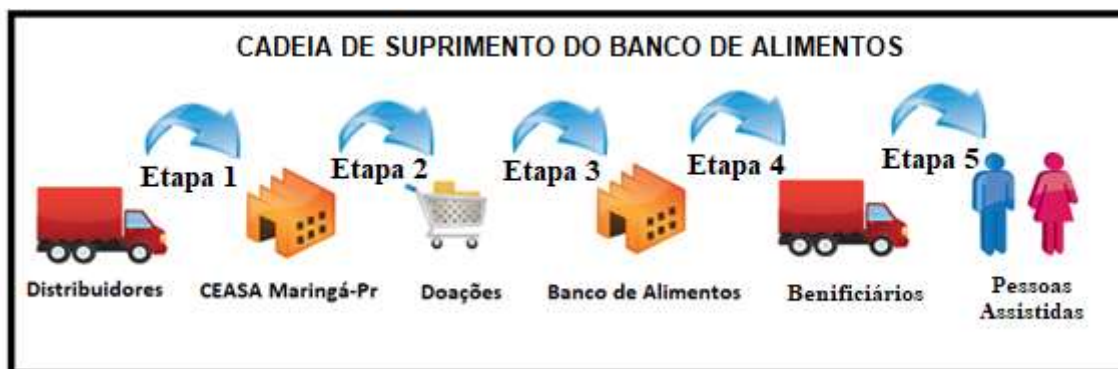 CADEIA DE SUPRIMENTO DO BANCO DE ALIMENTOS
Etapa 1
Etapa 2
Etapa 3
Etapa 4
Etapa 5
Distribuidores
CEASA Maringá-Pr
Doações
Banco de Alimentos
Benificiários
Pessoas
Assistidas